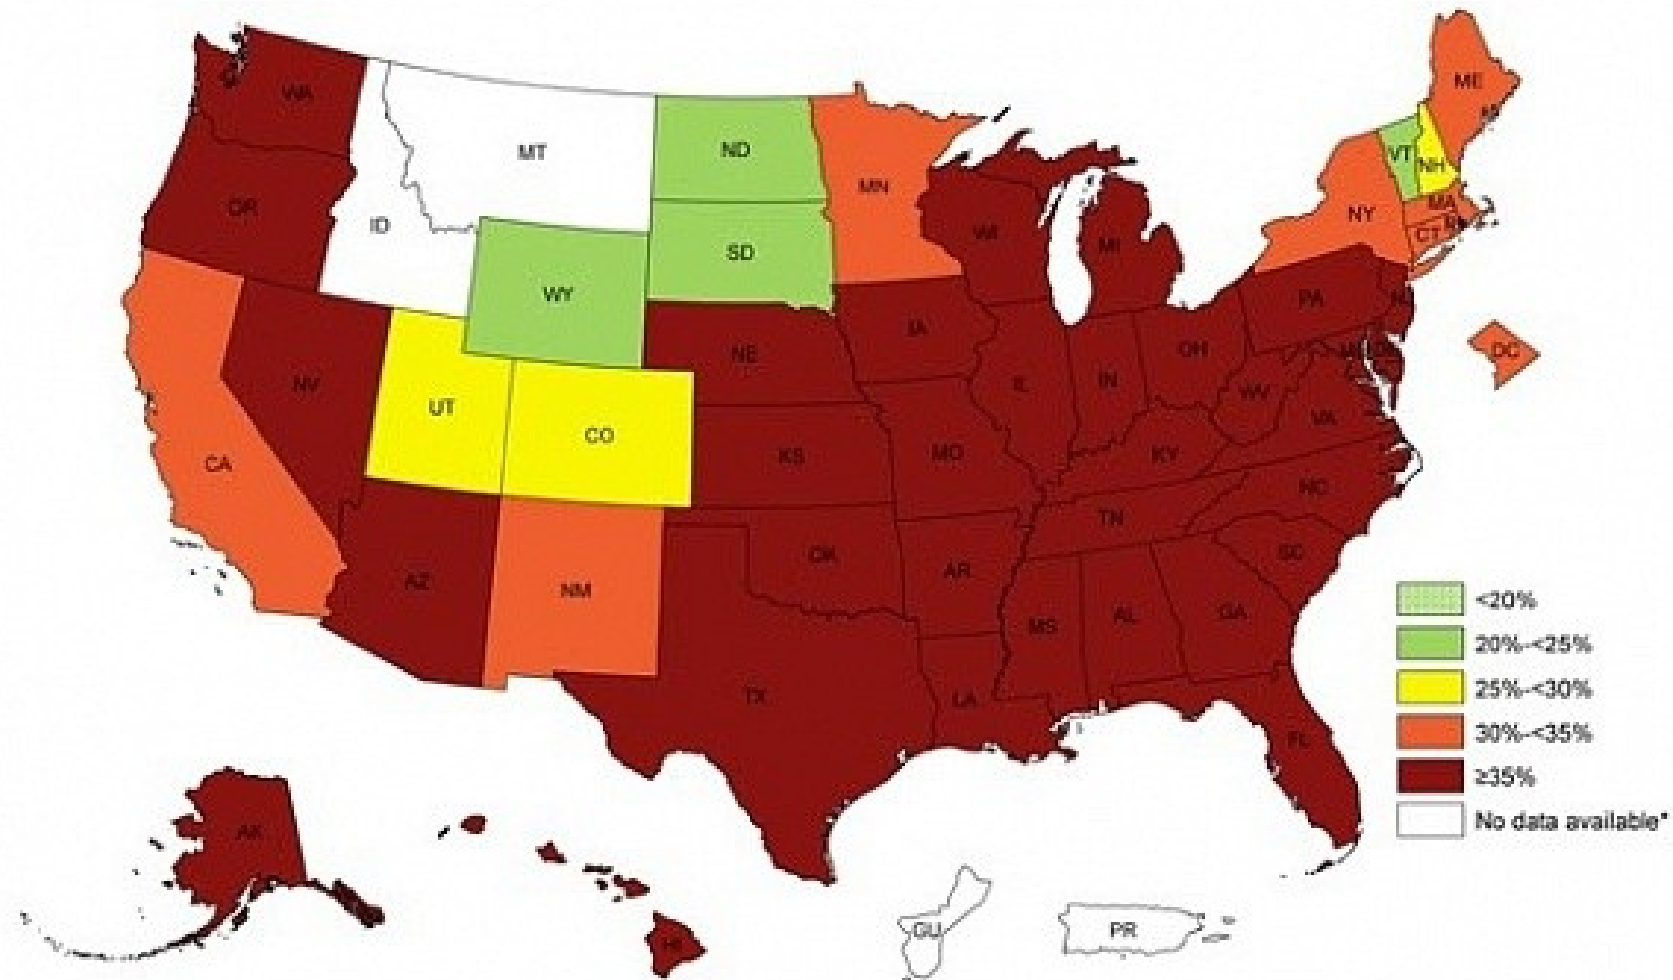 WA
MT
ND
MN
ME
OR
ID
SD
WY
WI
MI
VT
NH
NY
MA
CT
PA
NJ
DC
CA
NV
UT
CO
NE
IA
IL
IN
OH
WV
VA
KS
MO
KY
NC
TN
AZ
NM
OK
AR
SC
MS
AL
GA
TX
LA
FL
AK
HI
GU
PR
<20%
20%-<25%
25%-<30%
30%-<35%
≥35%
No data available*